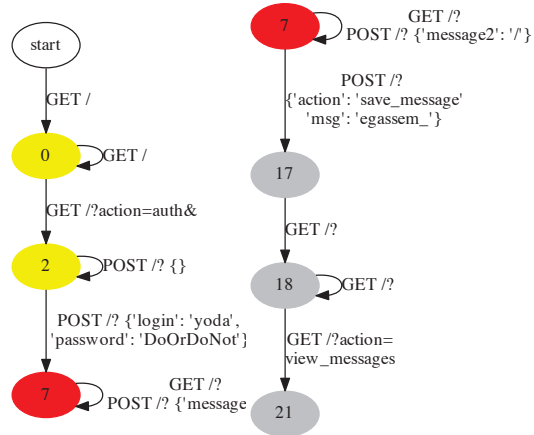 start
GET /
0
GET /
GET /?action=auth&
2
POST /? {}
POST /? {'login': 'yoda',
'password': 'DoOrDoNot'}
7
GET /?
POST /? {'message
7
GET /?
POST /? {'message2': '/'}
POST /?
{'action': 'save_message'
'msg': 'egassem_'}
17
GET /?
18
GET /?
GET /?action=
view_messages
21